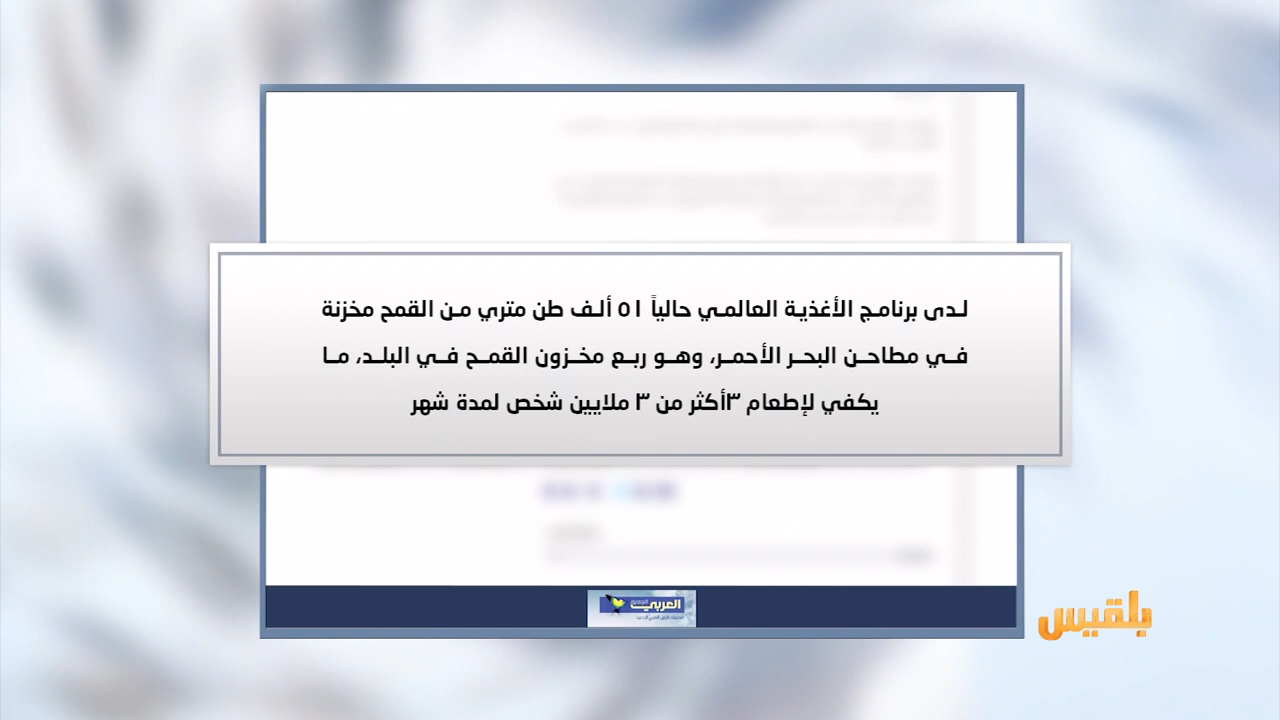 لدى برنامج الأغذية العالمي حالياً ٥١ ألف طن متري من القمح مخزنة
في مطاحن البحر الأحمر، وهو ربع مخزون القمح في البلد، ما
يكفي لإطعام ٣أكثر من ٣ ملايين شخص لمدة شهر
العربي الجديد
بلقيس